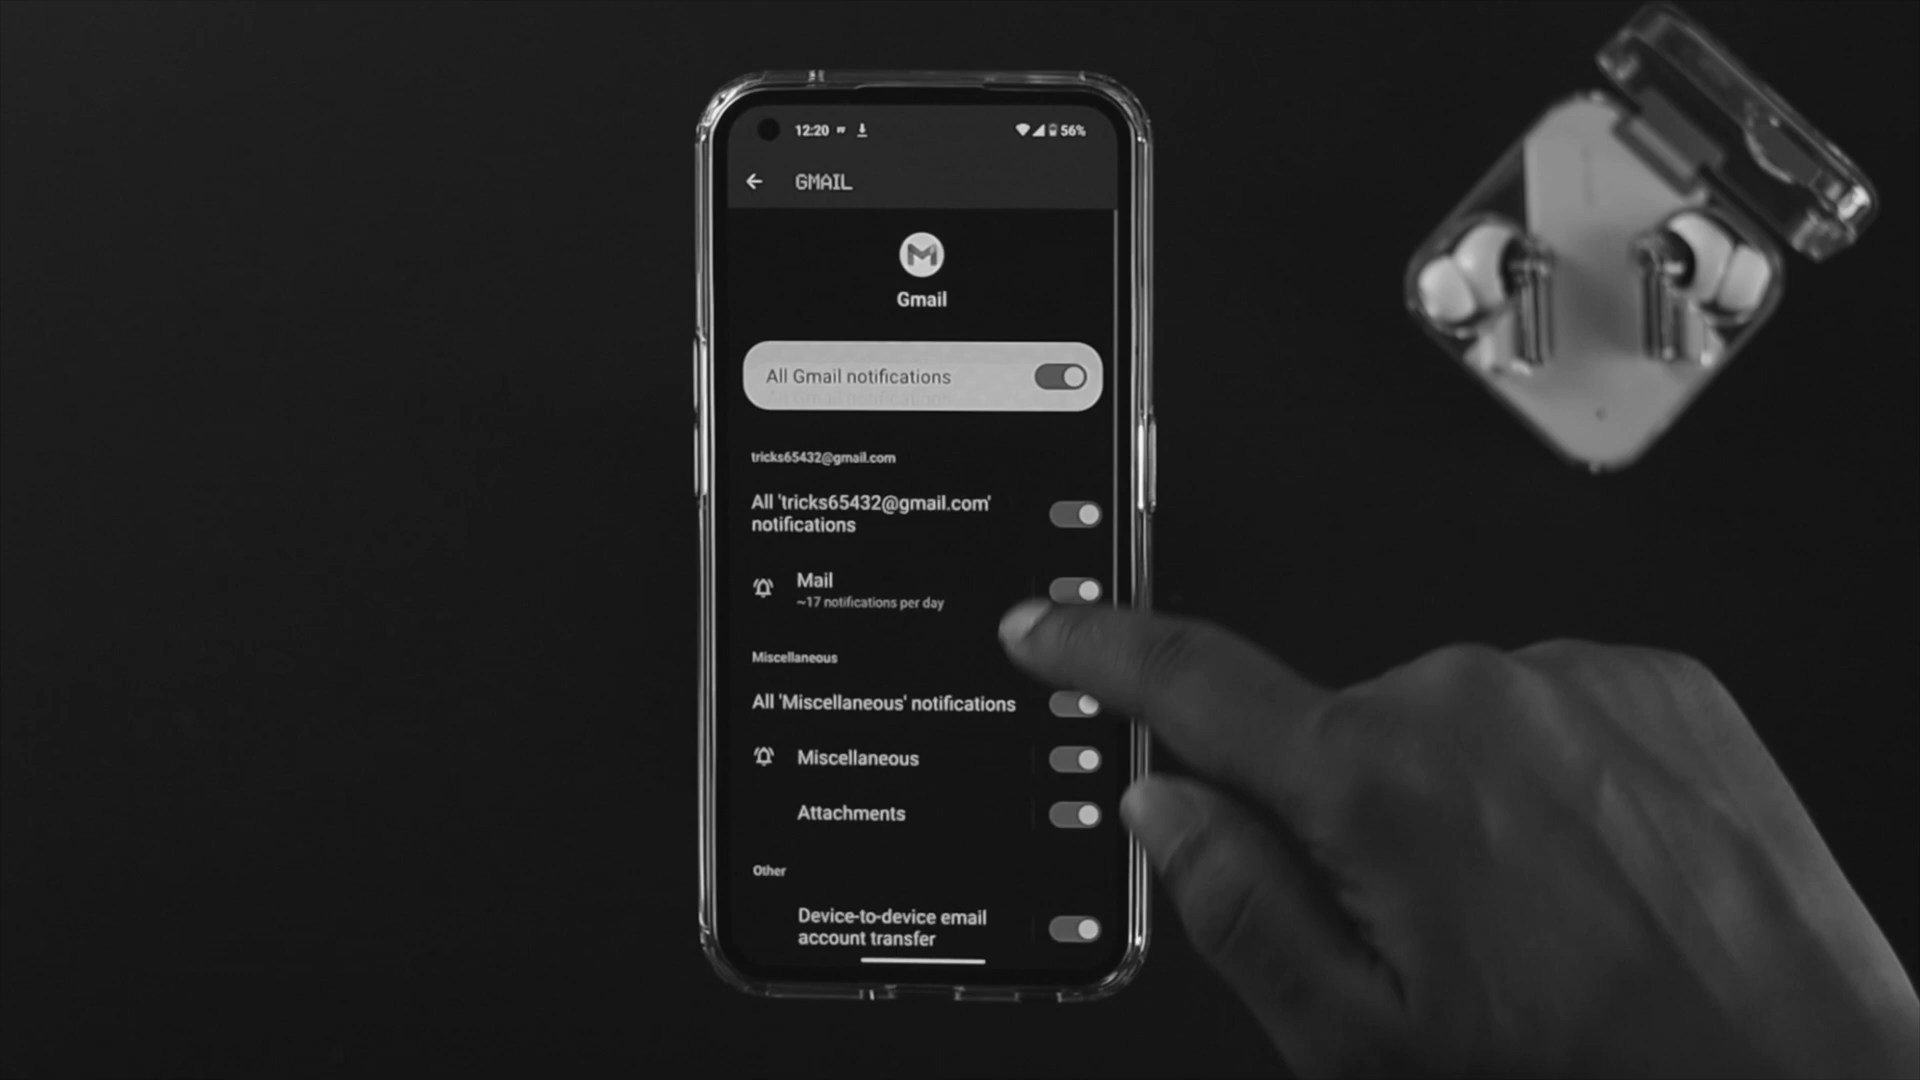 12:20
56%
GMAIL
Gmail
All Gmail notifications
tricks65432@gmail.com
All 'tricks65432@gmail.com'
notifications
Mail
~17 notifications per day
Miscellaneous
All 'Miscellaneous' notifications
Miscellaneous
Attachments
Other
Device-to-device email
account transfer